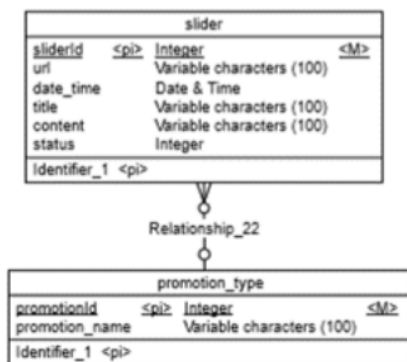 slider
sliderId <pi> Integer <M>
url Variable characters (100)
date_time Date & Time
title Variable characters (100)
content Variable characters (100)
status Integer
Identifier_1 <pi>
Relationship_22
promotion_type
promotionId <pi> Integer <M>
promotion_name Variable characters (100)
Identifier_1 <pi>